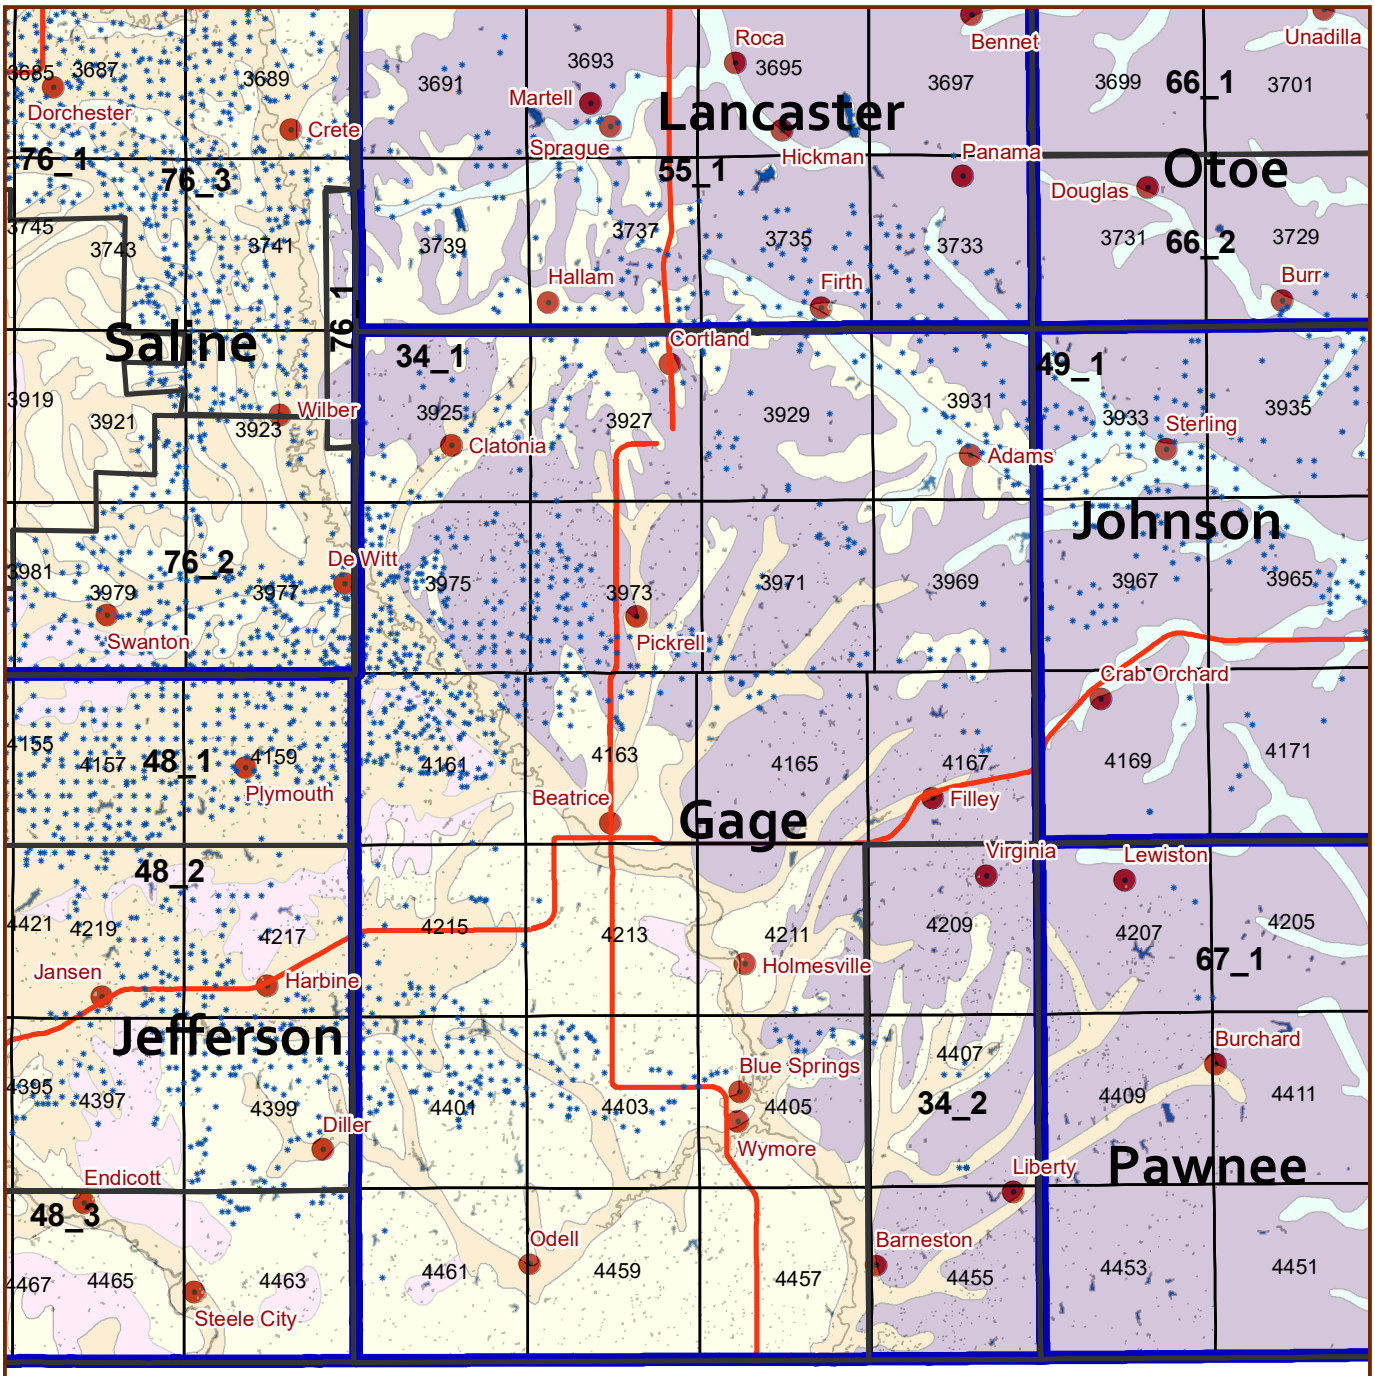 Roca
Bennet
Unadilla
3685
3687
3689
3691
3693
3695
3697
3699
66_1
3701
Dorchester
Crete
Martell
Sprague
Lancaster
Hickman
Panama
76_1
76_3
55_1
Douglas
Otoe
3745
3743
3741
3739
3737
3735
3733
3731
66_2
3729
Hallam
Firth
Burr
76_1
Saline
34_1
Cortland
49_1
3919
3921
3923
Wilber
3925
Clatonia
3927
3929
3931
Adams
3933
Sterling
3935
Johnson
76_2
De Witt
3981
3979
3977
3975
3973
3971
3969
3967
3965
Swanton
Pickrell
Crab Orchard
4155
4157
48_1
4159
Plymouth
4161
4163
4165
4167
4169
4171
Beatrice
Gage
Filley
48_2
Virginia
Lewiston
4421
4219
4217
4215
4213
4211
4209
4207
4205
67_1
Jansen
Harbine
Holmesville
Jefferson
Blue Springs
4407
Burchard
4395
4397
4399
4401
4403
4405
34_2
4409
4411
Diller
Wymore
Endicott
Liberty
Pawnee
48_3
Odell
Barneston
4467
4465
4463
4461
4459
4457
4455
4453
4451
Steele City